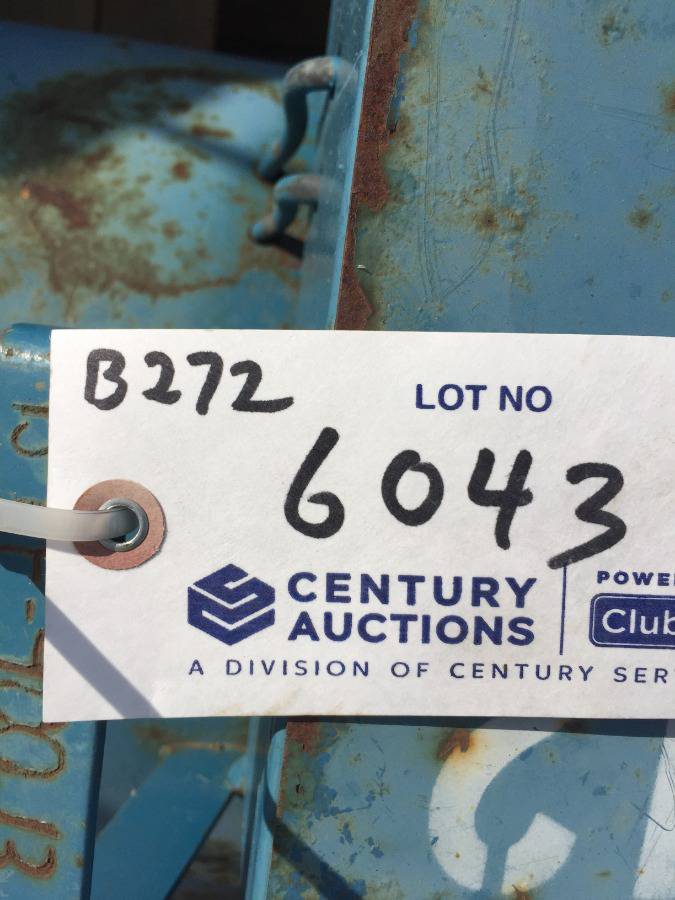 B272
LOT NO
6043
CENTURY
AUCTIONS
POWE
Club
A DIVISION OF CENTURY SER